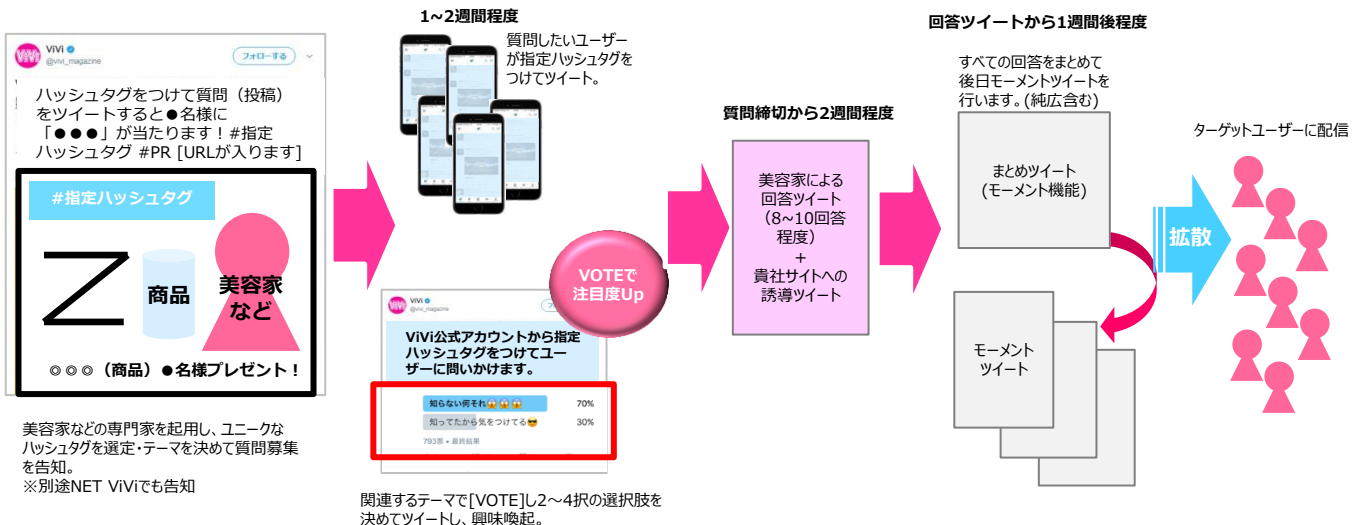 ViVi
@vivi_magazine
フォローする
ハッシュタグをつけて質問（投稿）
をツイートすると●名様に
「●●●」が当たります！#指定
ハッシュタグ #PR [URLが入ります]
#指定ハッシュタグ
商品
美容家
など
◎◎◎（商品）●名様プレゼント！
美容家などの専門家を起用し、ユニークな
ハッシュタグを選定・テーマを決めて質問募集
を告知。
※別途NET ViViでも告知
1~2週間程度
質問したいユーザー
が指定ハッシュタグを
つけてツイート。
VOTEで
注目度Up
ViVi
@vivi_magazine
ViVi公式アカウントから指定
ハッシュタグをつけてユー
ザーに問いかけます。
知らない何それ😱😱😱 70%
知ってたから気をつけてる😎 30%
793票 • 最終結果
関連するテーマで[VOTE]し2～4択の選択肢を
決めてツイートし、興味喚起。
質問締切から2週間程度
美容家による
回答ツイート
（8~10回答
程度）
+
貴社サイトへの
誘導ツイート
回答ツイートから1週間後程度
すべての回答をまとめて
後日モーメントツイートを
行います。(純広含む)
まとめツイート
(モーメント機能)
モーメント
ツイート
拡散
ターゲットユーザーに配信